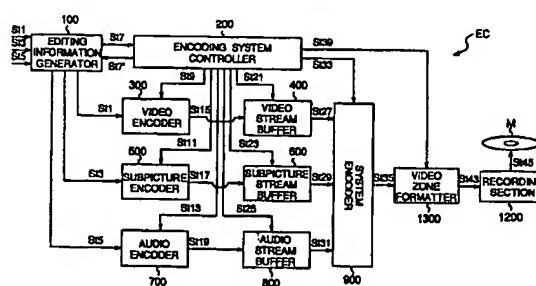 100
200
St1
St3
St5
EDITING
INFORMATION
GENERATOR
St7
St7'
ENCODING SYSTEM
CONTROLLER
St39
St33
EC
300
St9
St21
400
St1
VIDEO
ENCODER
St15
VIDEO
STREAM
BUFFER
St27
500
St11
St23
600
St3
SUBPICTURE
ENCODER
St17
SUBPICTURE
STREAM
BUFFER
St29
St13
St25
St5
AUDIO
ENCODER
St19
AUDIO
STREAM
BUFFER
St31
700
800
SYSTEM
ENCODER
900
St35
VIDEO ZONE
FORMATTER
1300
St43
M
St45
RECORDING
SECTION
1200